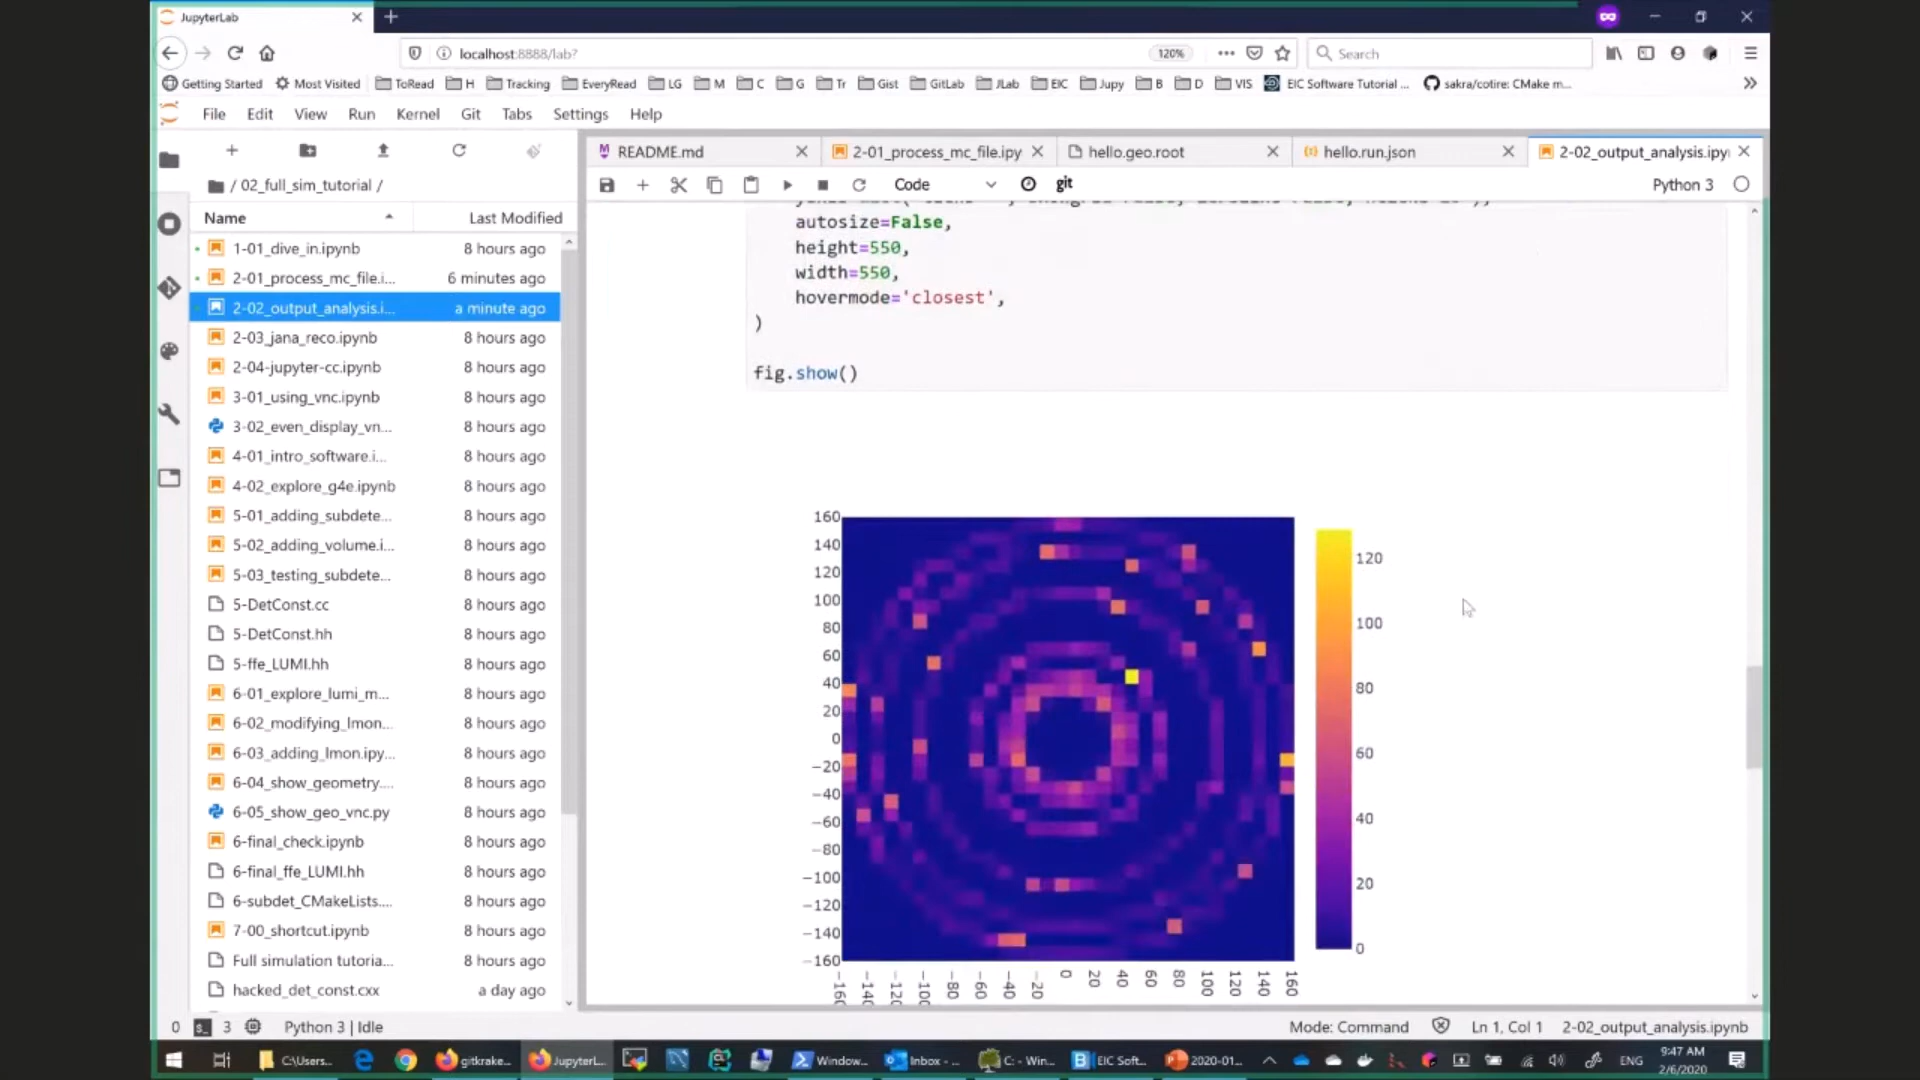 JupyterLab
localhost:8888/lab?
120%
Search
Getting Started Most Visited ToRead H Tracking EveryRead LG M C G Tr Gist GitLab JLab EIC Jupy B D VIS EIC Software Tutorial ... sakra/cotire: CMake m...
File Edit View Run Kernel Git Tabs Settings Help
README.md
2-01_process_mc_file.ipy
hello.geo.root
hello.run.json
2-02_output_analysis.ipy
/ 02_full_sim_tutorial /
Code
git
Python 3
Name Last Modified
1-01_dive_in.ipynb 8 hours ago
2-01_process_mc_file.i... 6 minutes ago
2-02_output_analysis.i... a minute ago
2-03_jana_reco.ipynb 8 hours ago
2-04-jupyter-cc.ipynb 8 hours ago
3-01_using_vnc.ipynb 8 hours ago
3-02_even_display_vn... 8 hours ago
4-01_intro_software.i... 8 hours ago
4-02_explore_g4e.ipynb 8 hours ago
5-01_adding_subdete... 8 hours ago
5-02_adding_volume.i... 8 hours ago
5-03_testing_subdete... 8 hours ago
5-DetConst.cc 8 hours ago
5-DetConst.hh 8 hours ago
5-ffe_LUMI.hh 8 hours ago
6-01_explore_lumi_m... 8 hours ago
6-02_modifying_lmon... 8 hours ago
6-03_adding_lmon.ipy... 8 hours ago
6-04_show_geometry.... 8 hours ago
6-05_show_geo_vnc.py 8 hours ago
6-final_check.ipynb 8 hours ago
6-final_ffe_LUMI.hh 8 hours ago
6-subdet_CMakeLists.... 8 hours ago
7-00_shortcut.ipynb 8 hours ago
Full simulation tutoria... 8 hours ago
hacked_det_const.cxx a day ago
autosize=False,
height=550,
width=550,
hovermode='closest',
)
fig.show()
160
140
120
100
80
60
40
20
0
−20
−40
−60
−80
−100
−120
−140
−160
−160 −140 −120 −100 −80 −60 −40 −20 0 20 40 60 80 100 120 140 160
120
100
80
60
40
20
0
0 3 Python 3 | Idle
Mode: Command Ln 1, Col 1 2-02_output_analysis.ipynb
C:\Users... gitkrake... JupyterL... Window... Inbox - ... C: - Win... EIC Soft... 2020-01... ENG
9:47 AM
2/6/2020